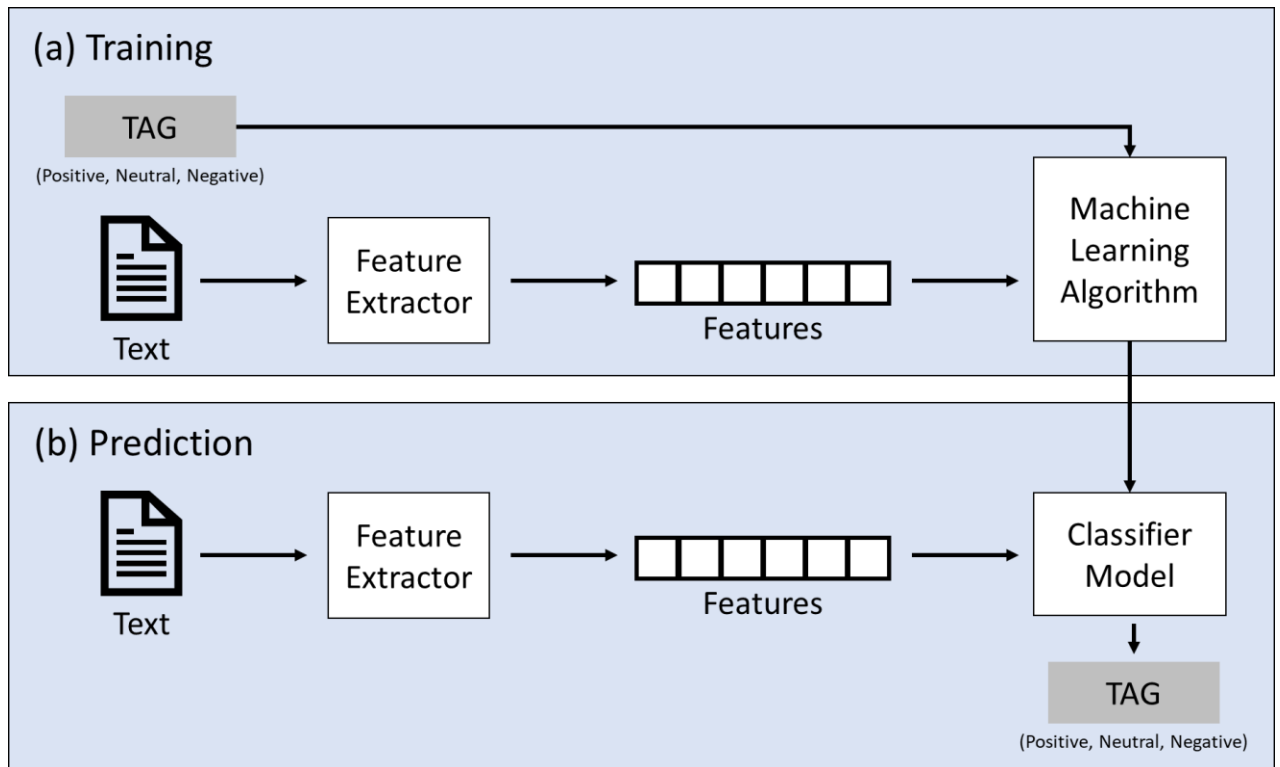 (a) Training
TAG
(Positive, Neutral, Negative)
Text
Feature
Extractor
Features
Machine
Learning
Algorithm
(b) Prediction
Text
Feature
Extractor
Features
Classifier
Model
TAG
(Positive, Neutral, Negative)